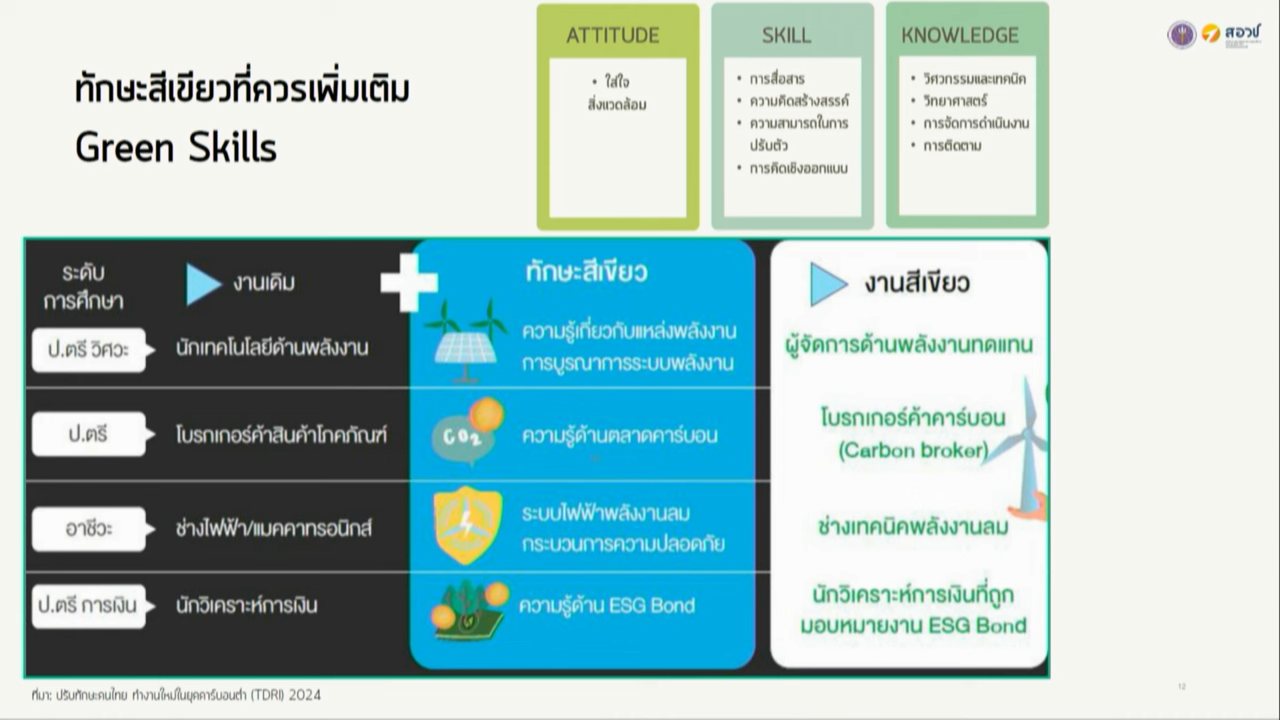 ทักษะสีเขียวที่ควรเพิ่มเติม
Green Skills
ATTITUDE
• ใส่ใจ
สิ่งแวดล้อม
SKILL
• การสื่อสาร
• ความคิดสร้างสรรค์
• ความสามารถในการ
ปรับตัว
• การคิดเชิงออกแบบ
KNOWLEDGE
• วิศวกรรมและเทคนิค
• วิทยาศาสตร์
• การจัดการดำเนินงาน
• การติดตาม
สอวช
ระดับ
การศึกษา
งานเดิม
ทักษะสีเขียว
งานสีเขียว
ป.ตรี วิศวะ
นักเทคโนโลยีด้านพลังงาน
ความรู้เกี่ยวกับแหล่งพลังงาน
การบูรณาการระบบพลังงาน
ผู้จัดการด้านพลังงานทดแทน
ป.ตรี
โบรกเกอร์ค้าสินค้าโภคภัณฑ์
CO2
ความรู้ด้านตลาดคาร์บอน
โบรกเกอร์ค้าคาร์บอน
(Carbon broker)
อาชีวะ
ช่างไฟฟ้า/แมคคาทรอนิกส์
ระบบไฟฟ้าพลังงานลม
กระบวนการความปลอดภัย
ช่างเทคนิคพลังงานลม
ป.ตรี การเงิน
นักวิเคราะห์การเงิน
ความรู้ด้าน ESG Bond
นักวิเคราะห์การเงินที่ถูก
มอบหมายงาน ESG Bond
ที่มา: ปรับทักษะคนไทย ทำงานใหม่ในยุคคาร์บอนต่ำ (TDRI) 2024
12